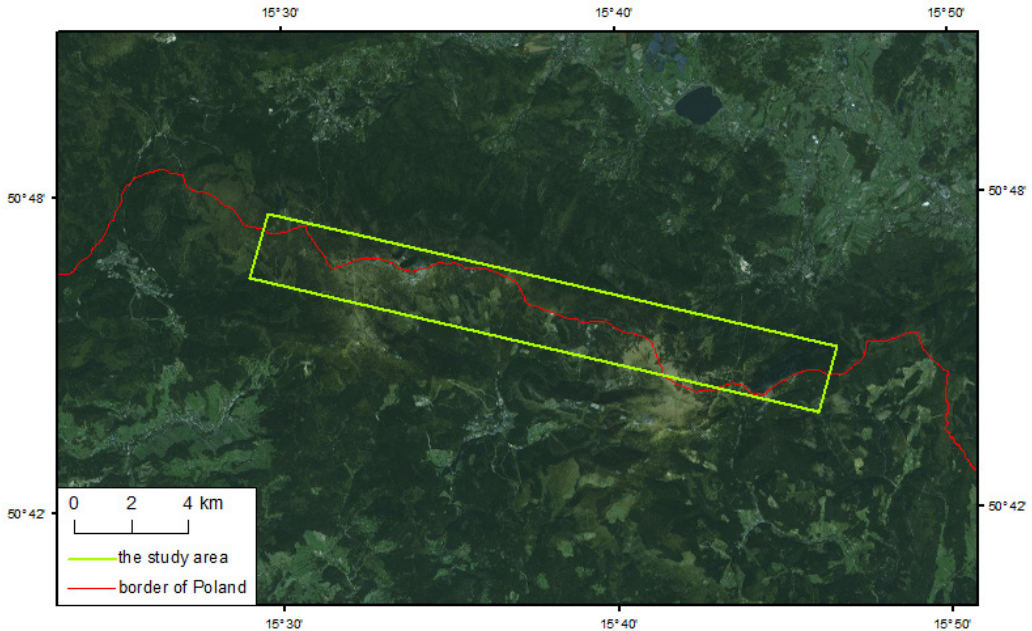 15°30' 15°40' 15°50'
50°48' 50°48'
0 2 4 km
50°42' 50°42'
the study area
border of Poland
15°30' 15°40' 15°50'